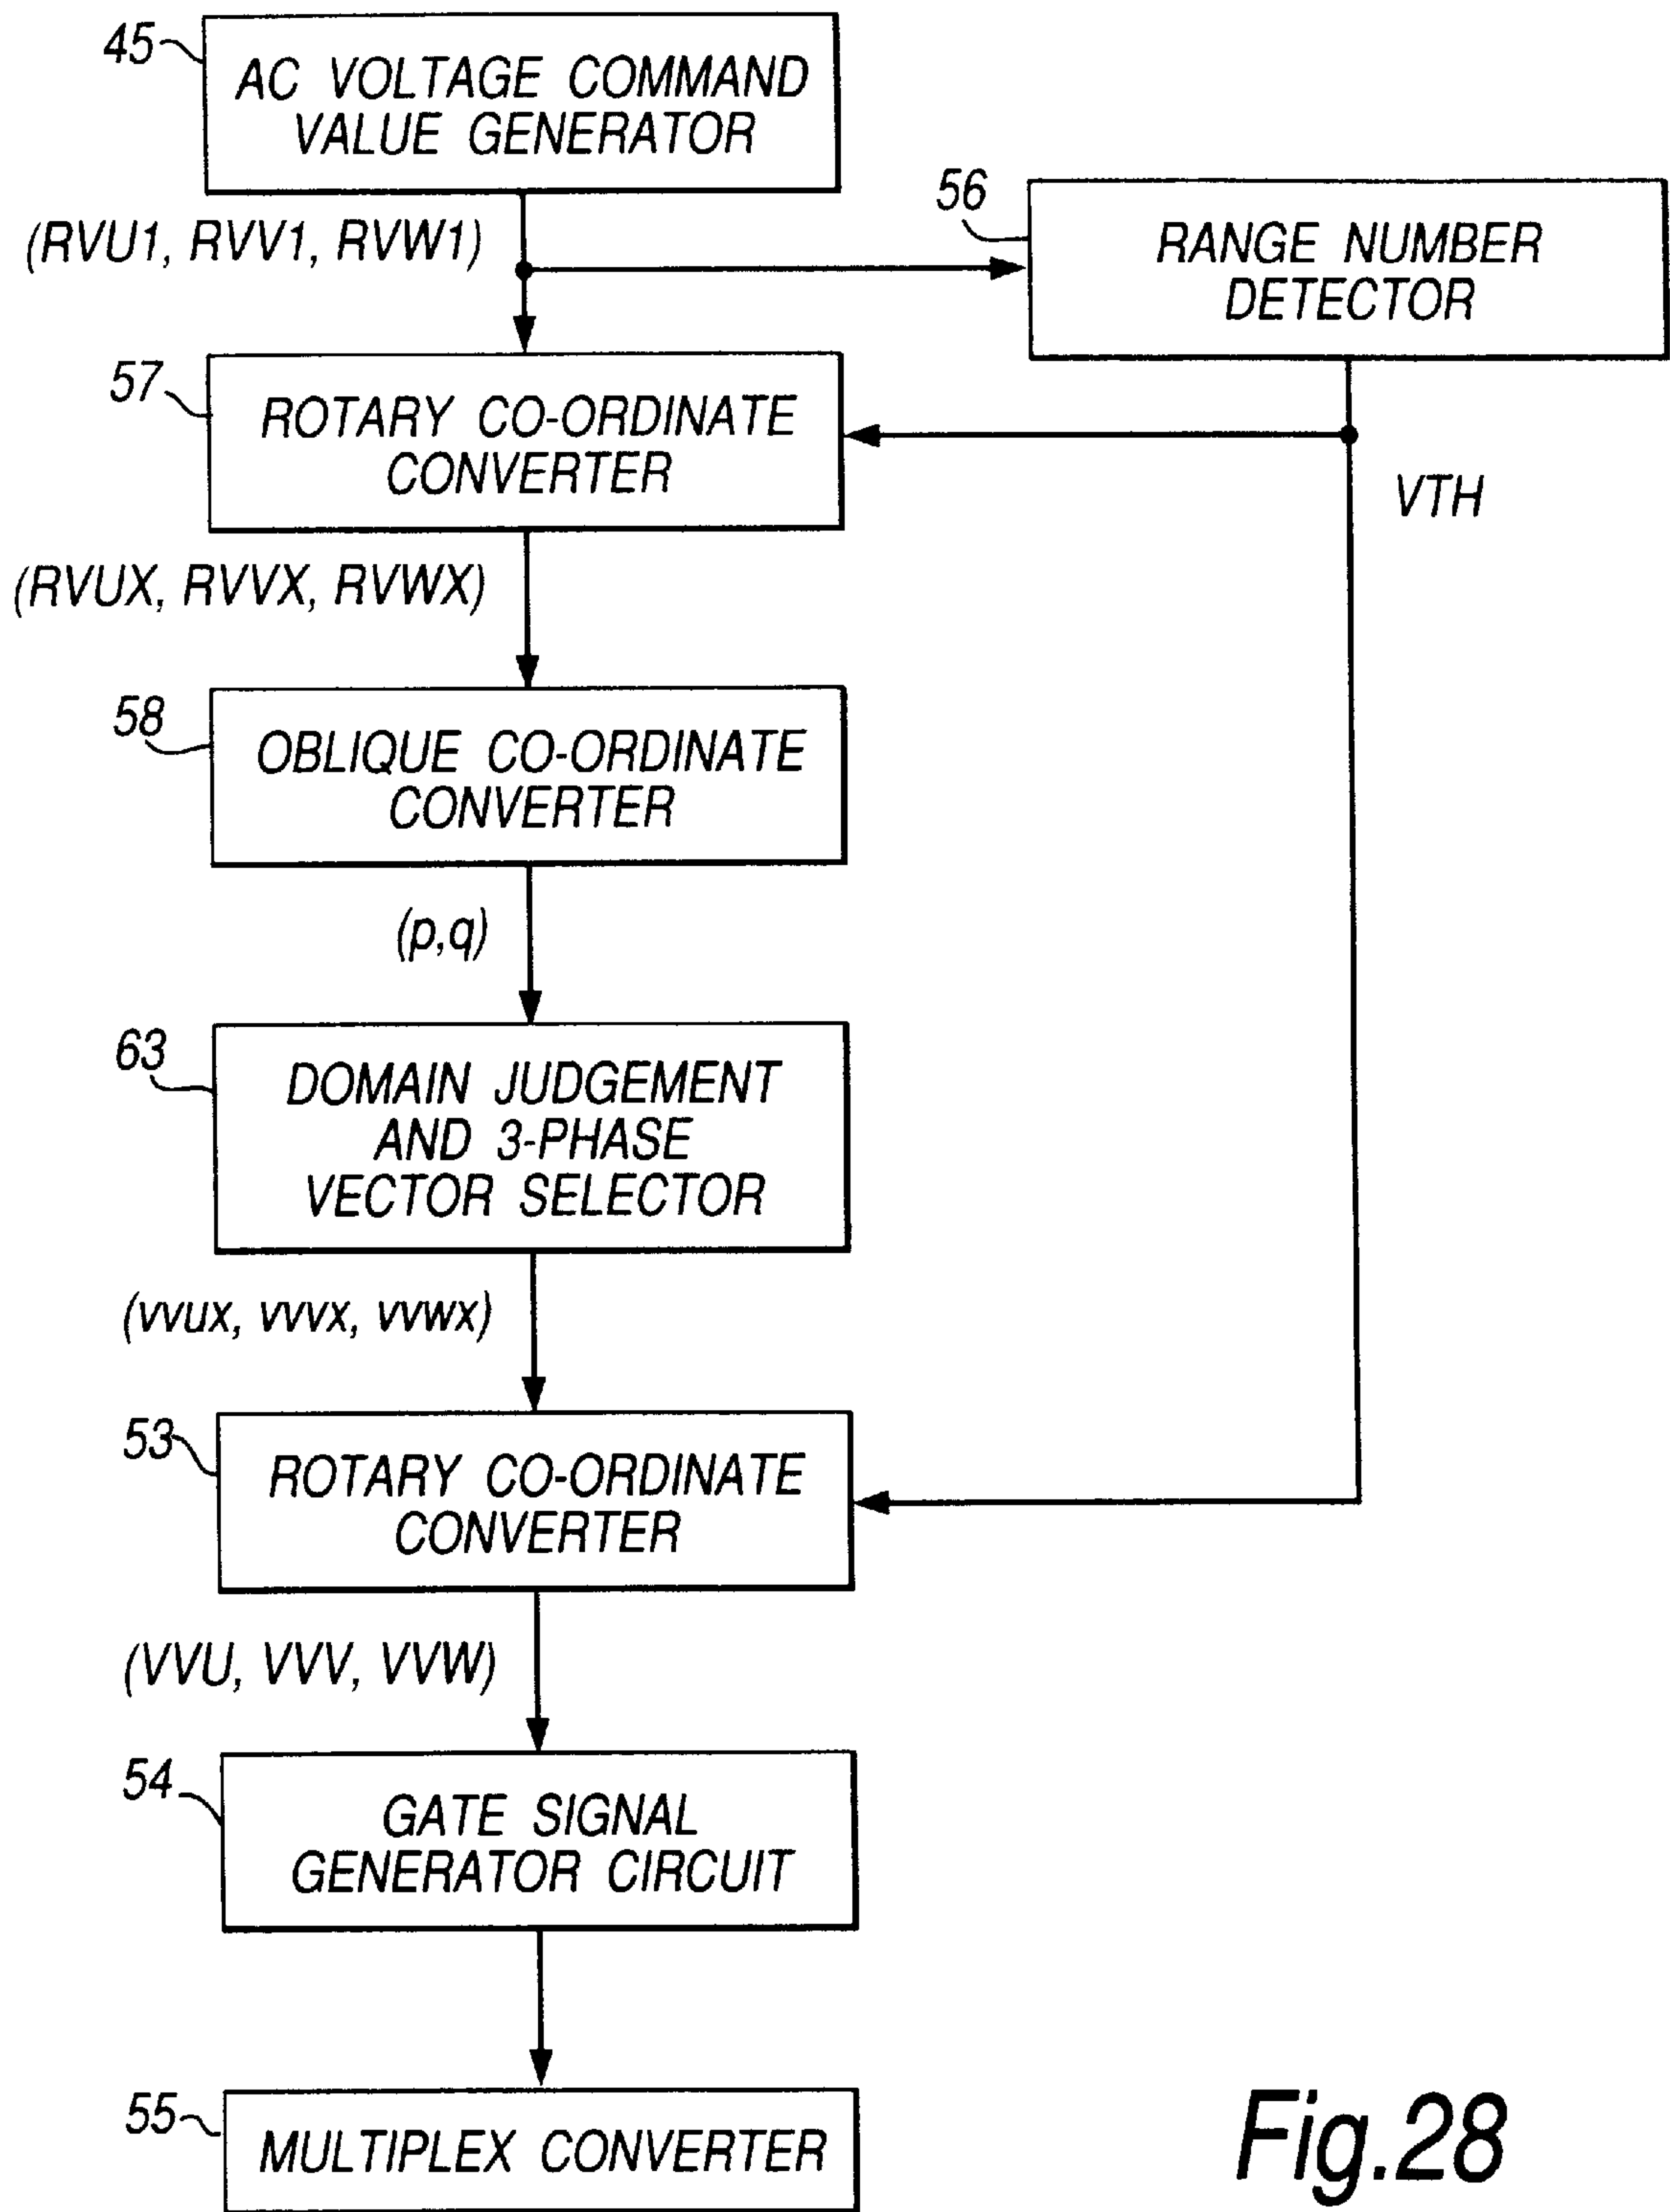 45
AC VOLTAGE COMMAND
VALUE GENERATOR
(RVU1, RVV1, RVW1)
56
RANGE NUMBER
DETECTOR
57
ROTARY CO-ORDINATE
CONVERTER
VTH
(RVUX, RVVX, RVWX)
58
OBLIQUE CO-ORDINATE
CONVERTER
(p,q)
63
DOMAIN JUDGEMENT
AND 3-PHASE
VECTOR SELECTOR
(vvux, vvvx, vvwx)
53
ROTARY CO-ORDINATE
CONVERTER
(VVU, VVV, VVW)
54
GATE SIGNAL
GENERATOR CIRCUIT
55
MULTIPLEX CONVERTER
Fig.28